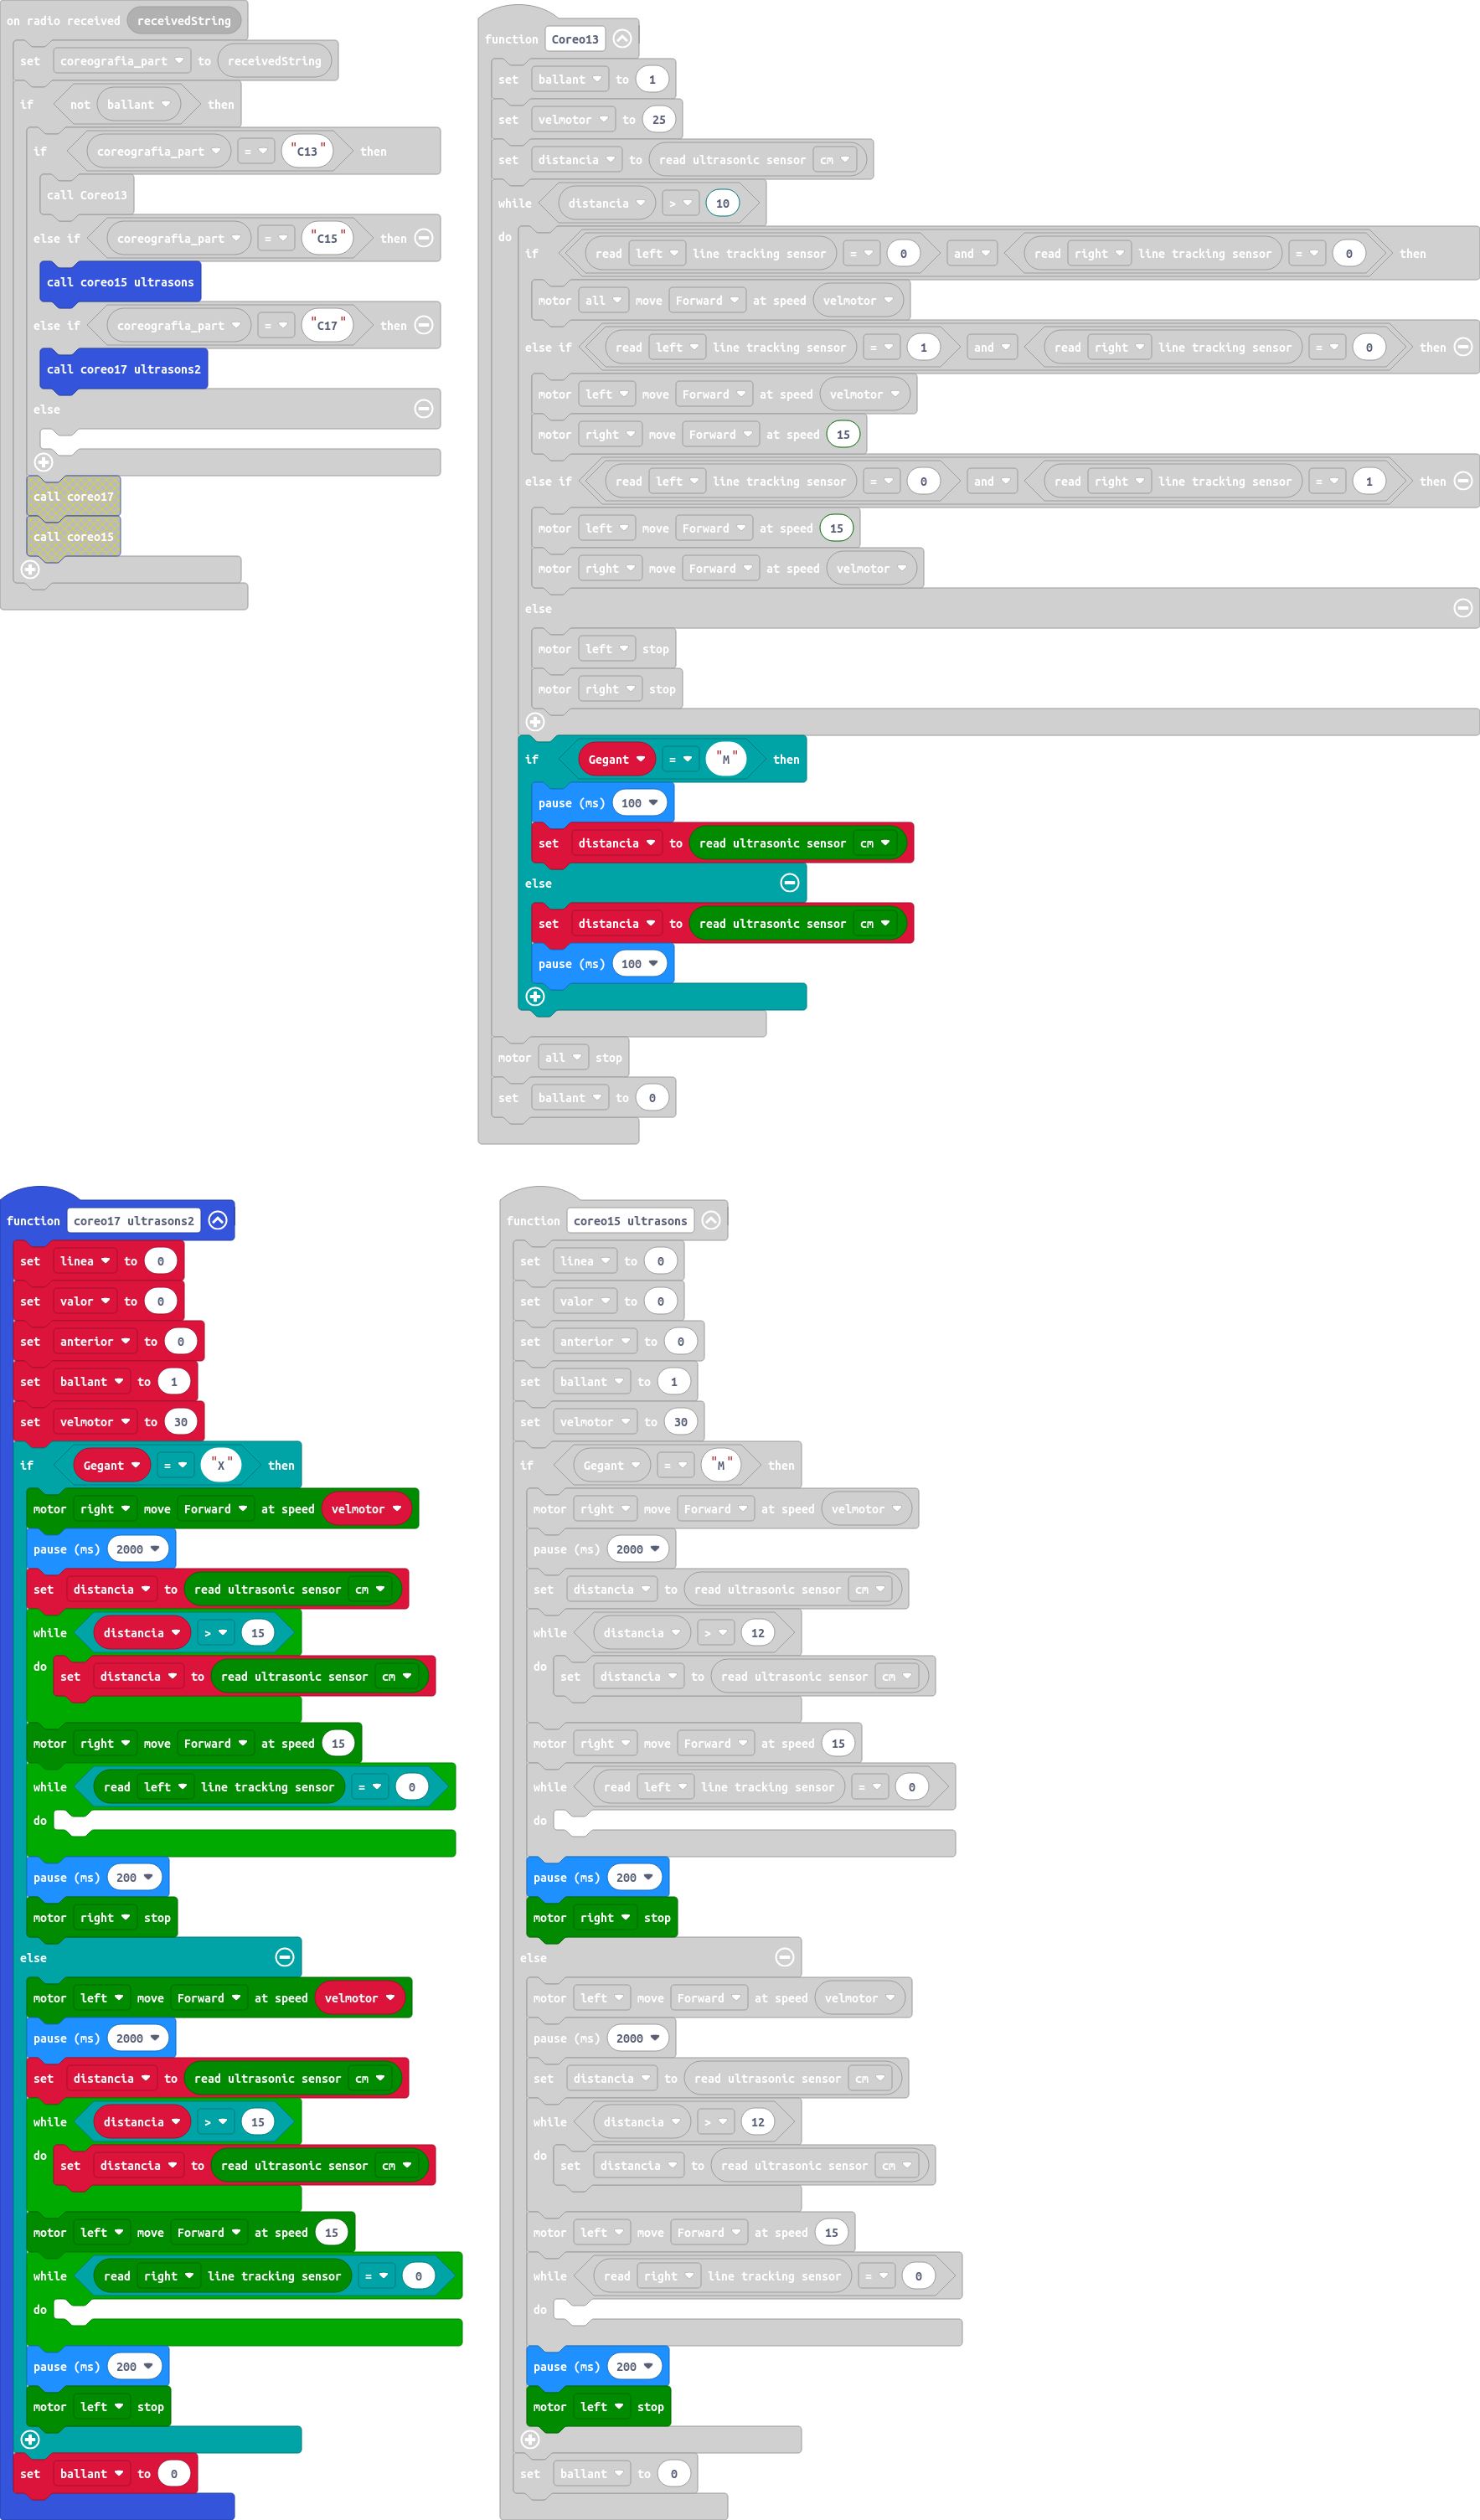 on radio received receivedString
set coreografia_part to receivedString
if not ballant then
if coreografia_part = "C13" then
call Coreo13
else if coreografia_part = "C15" then
call coreo15 ultrasons
else if coreografia_part = "C17" then
call coreo17 ultrasons2
else
call coreo17
call coreo15
function Coreo13
set ballant to 1
set velmotor to 25
set distancia to read ultrasonic sensor cm
while distancia > 10
do
if read left line tracking sensor = 0 and read right line tracking sensor = 0 then
motor all move Forward at speed velmotor
else if read left line tracking sensor = 1 and read right line tracking sensor = 0 then
motor left move Forward at speed velmotor
motor right move Forward at speed 15
else if read left line tracking sensor = 0 and read right line tracking sensor = 1 then
motor left move Forward at speed 15
motor right move Forward at speed velmotor
else
motor left stop
motor right stop
if Gegant = "M" then
pause (ms) 100
set distancia to read ultrasonic sensor cm
else
set distancia to read ultrasonic sensor cm
pause (ms) 100
motor all stop
set ballant to 0
function coreo17 ultrasons2
set linea to 0
set valor to 0
set anterior to 0
set ballant to 1
set velmotor to 30
if Gegant = "X" then
motor right move Forward at speed velmotor
pause (ms) 2000
set distancia to read ultrasonic sensor cm
while distancia > 15
do set distancia to read ultrasonic sensor cm
motor right move Forward at speed 15
while read left line tracking sensor = 0
do
pause (ms) 200
motor right stop
else
motor left move Forward at speed velmotor
pause (ms) 2000
set distancia to read ultrasonic sensor cm
while distancia > 15
do set distancia to read ultrasonic sensor cm
motor left move Forward at speed 15
while read right line tracking sensor = 0
do
pause (ms) 200
motor left stop
set ballant to 0
function coreo15 ultrasons
set linea to 0
set valor to 0
set anterior to 0
set ballant to 1
set velmotor to 30
if Gegant = "M" then
motor right move Forward at speed velmotor
pause (ms) 2000
set distancia to read ultrasonic sensor cm
while distancia > 12
do set distancia to read ultrasonic sensor cm
motor right move Forward at speed 15
while read left line tracking sensor = 0
do
pause (ms) 200
motor right stop
else
motor left move Forward at speed velmotor
pause (ms) 2000
set distancia to read ultrasonic sensor cm
while distancia > 12
do set distancia to read ultrasonic sensor cm
motor left move Forward at speed 15
while read right line tracking sensor = 0
do
pause (ms) 200
motor left stop
set ballant to 0